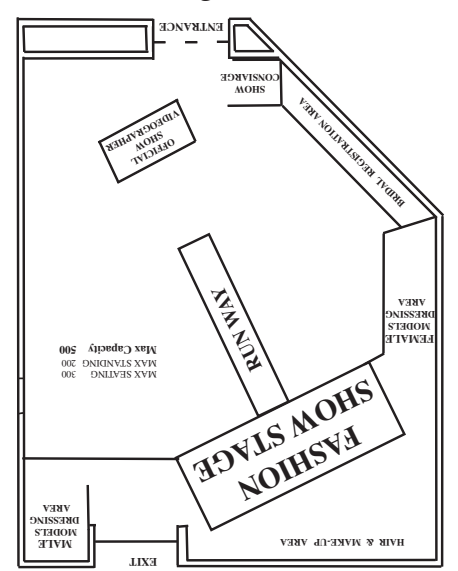 EXIT
HAIR & MAKE-UP AREA
MALE
MODELS
DRESSING
AREA
FASHION
SHOW STAGE
MAX SEATING 300
MAX STANDING 200
Max Capacity 500
FEMALE
MODELS
DRESSING
AREA
RUN WAY
BRIDAL REGISTRATION AREA
OFFICIAL
SHOW
VIDEOGRAPHER
SHOW
CONSIARGE
ENTRANCE